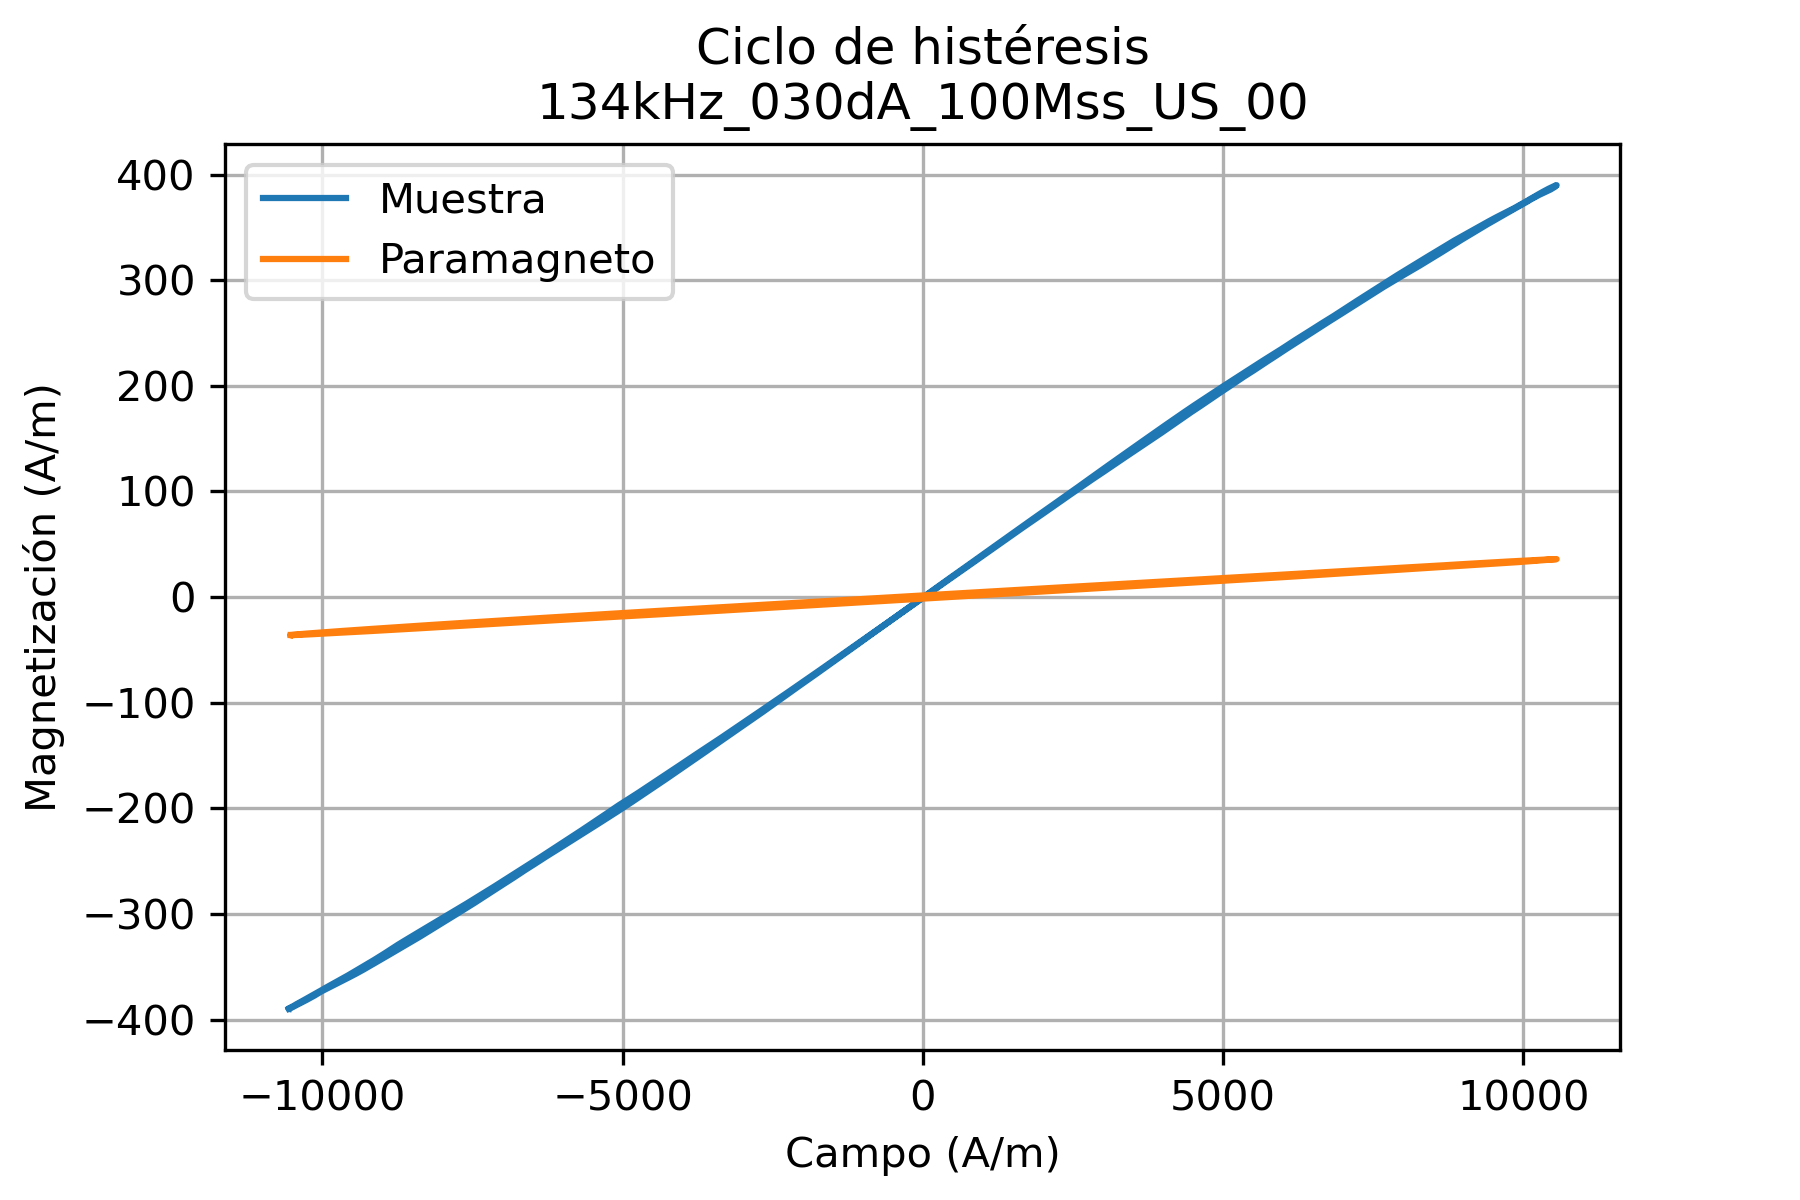 Ciclo de histéresis
134kHz_030dA_100Mss_US_00
Muestra
Paramagneto
400
300
200
100
0
−100
−200
−300
−400
Magnetización (A/m)
−10000
−5000
0
5000
10000
Campo (A/m)